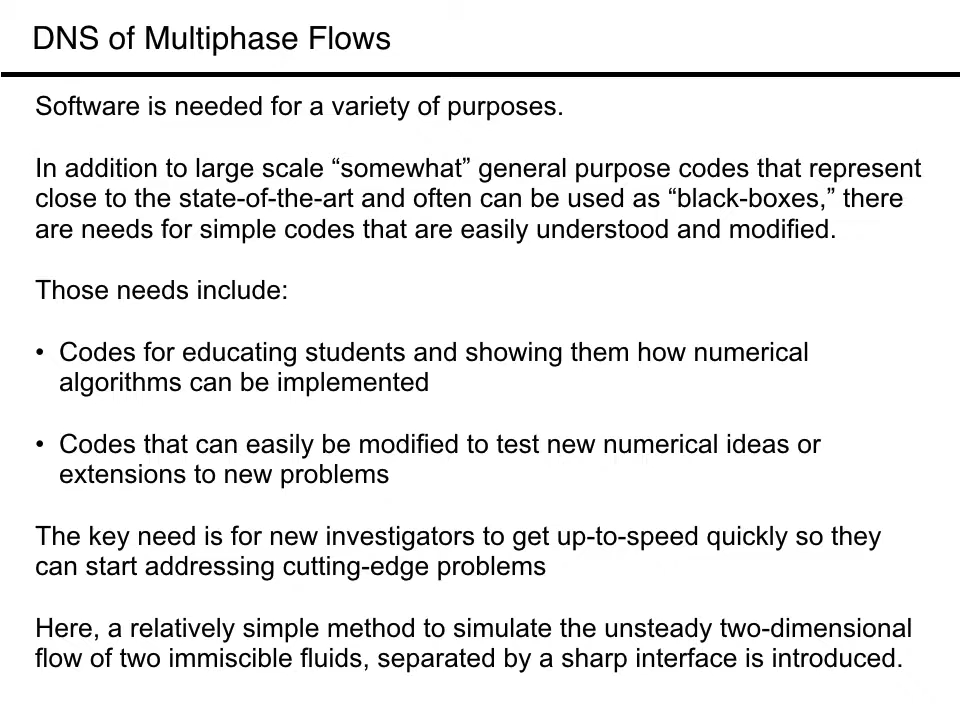 DNS of Multiphase Flows
Software is needed for a variety of purposes.
In addition to large scale “somewhat” general purpose codes that represent
close to the state-of-the-art and often can be used as “black-boxes,” there
are needs for simple codes that are easily understood and modified.
Those needs include:
• Codes for educating students and showing them how numerical
algorithms can be implemented
• Codes that can easily be modified to test new numerical ideas or
extensions to new problems
The key need is for new investigators to get up-to-speed quickly so they
can start addressing cutting-edge problems
Here, a relatively simple method to simulate the unsteady two-dimensional
flow of two immiscible fluids, separated by a sharp interface is introduced.